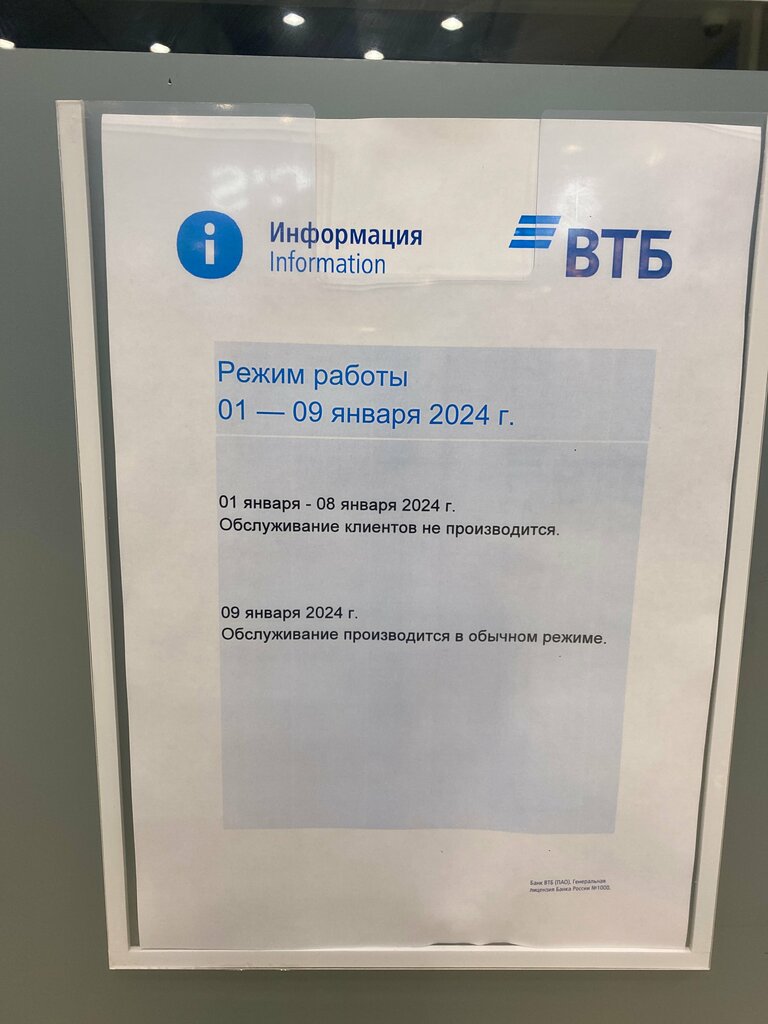 Информация
Information
ВТБ
Режим работы
01 — 09 января 2024 г.
01 января - 08 января 2024 г.
Обслуживание клиентов не производится.
09 января 2024 г.
Обслуживание производится в обычном режиме.
Банк ВТБ (ПАО). Генеральная
лицензия Банка России №1000.